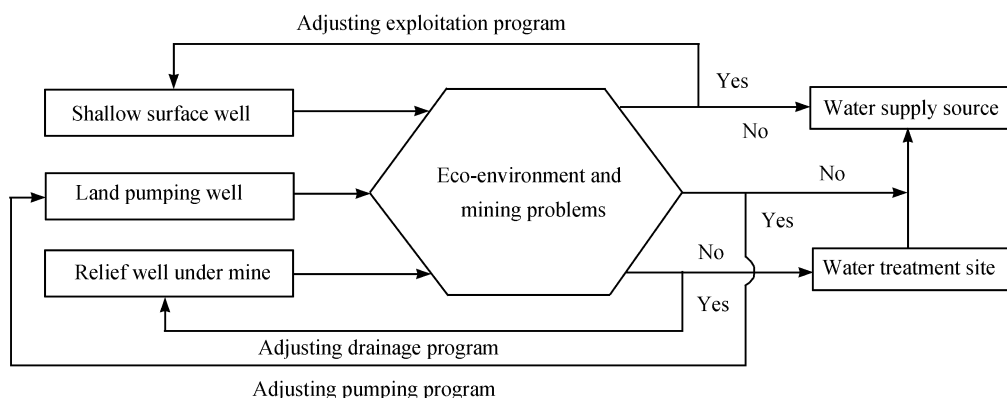 Adjusting exploitation program
Yes
Shallow surface well
Water supply source
No
Eco-environment and
mining problems
Land pumping well
No
Yes
Relief well under mine
No
Water treatment site
Yes
Adjusting drainage program
Adjusting pumping program